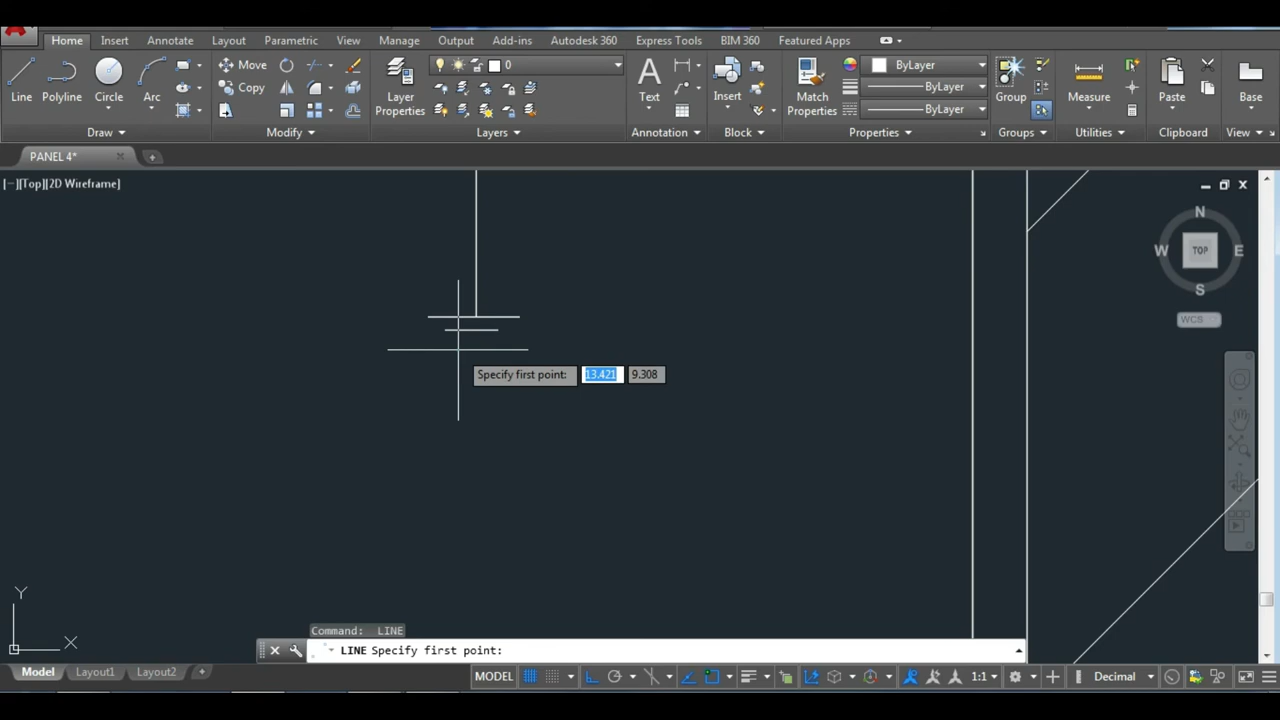 Home Insert Annotate Layout Parametric View Manage Output Add-ins Autodesk 360 Express Tools BIM 360 Featured Apps
Line Polyline Circle Arc
Move
Copy
Layer
Properties
0
Text
Insert
Match
Properties
ByLayer
ByLayer
ByLayer
Group
Measure
Paste
Base
Draw Modify Layers Annotation Block Properties Groups Utilities Clipboard View
PANEL 4*
[−][Top][2D Wireframe]
N
W TOP E
S
WCS
Specify first point: 13.421 9.308
Y
X
Command: LINE
LINE Specify first point:
Model Layout1 Layout2 + MODEL 1:1 Decimal